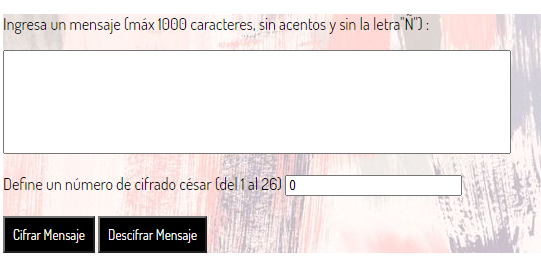 Ingresa un mensaje (máx 1000 caracteres, sin acentos y sin la letra"Ñ") :
Define un número de cifrado césar (del 1 al 26) 0
Cifrar Mensaje Descifrar Mensaje